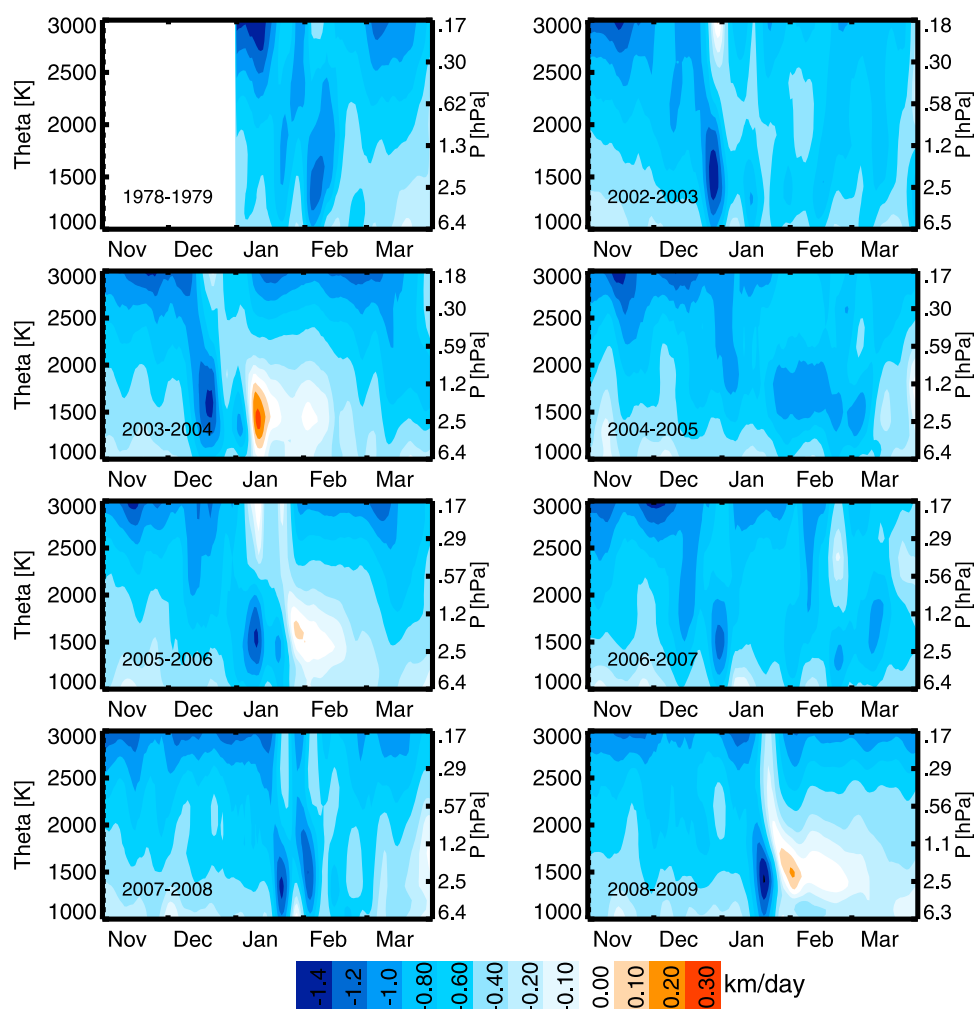 3000 .17 3000 .18
2500 .30 2500 .30
2000 .62 2000 .58
1500 1.3 1500 1.2
1000 2.5 1000 2.5
6.4 6.5
Theta [K] P [hPa] P [hPa]
1978-1979 2002-2003
Nov Dec Jan Feb Mar Nov Dec Jan Feb Mar
3000 .18 3000 .17
2500 .30 2500 .30
2000 .59 2000 .59
1500 1.2 1500 1.2
1000 2.5 1000 2.5
6.4 6.4
Theta [K] P [hPa] P [hPa]
2003-2004 2004-2005
Nov Dec Jan Feb Mar Nov Dec Jan Feb Mar
3000 .17 3000 .17
2500 .29 2500 .29
2000 .57 2000 .56
1500 1.2 1500 1.2
1000 2.5 1000 2.5
6.4 6.4
Theta [K] P [hPa] P [hPa]
2005-2006 2006-2007
Nov Dec Jan Feb Mar Nov Dec Jan Feb Mar
3000 .17 3000 .17
2500 .29 2500 .29
2000 .57 2000 .56
1500 1.2 1500 1.1
1000 2.5 1000 2.5
6.4 6.3
Theta [K] P [hPa] P [hPa]
2007-2008 2008-2009
Nov Dec Jan Feb Mar Nov Dec Jan Feb Mar
-1.4 -1.2 -1.0 -0.80 -0.60 -0.40 -0.20 -0.10 0.00 0.10 0.20 0.30 km/day